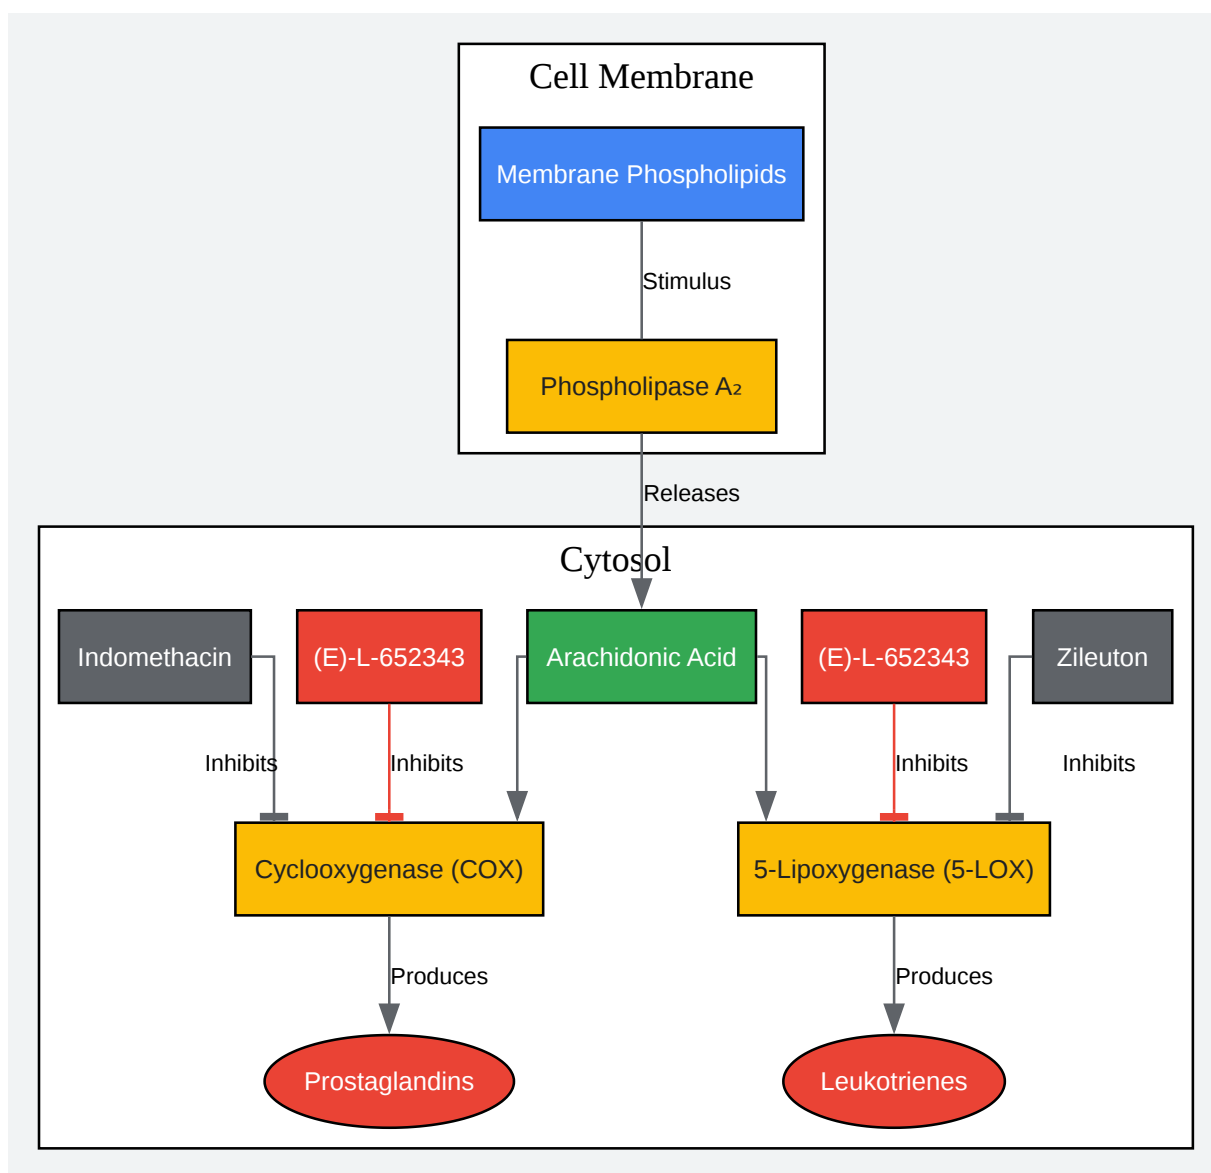 Cell Membrane
Membrane Phospholipids
Stimulus
Phospholipase A₂
Releases
Cytosol
Indomethacin
(E)-L-652343
Arachidonic Acid
(E)-L-652343
Zileuton
Inhibits
Inhibits
Inhibits
Inhibits
Cyclooxygenase (COX)
5-Lipoxygenase (5-LOX)
Produces
Produces
Prostaglandins
Leukotrienes